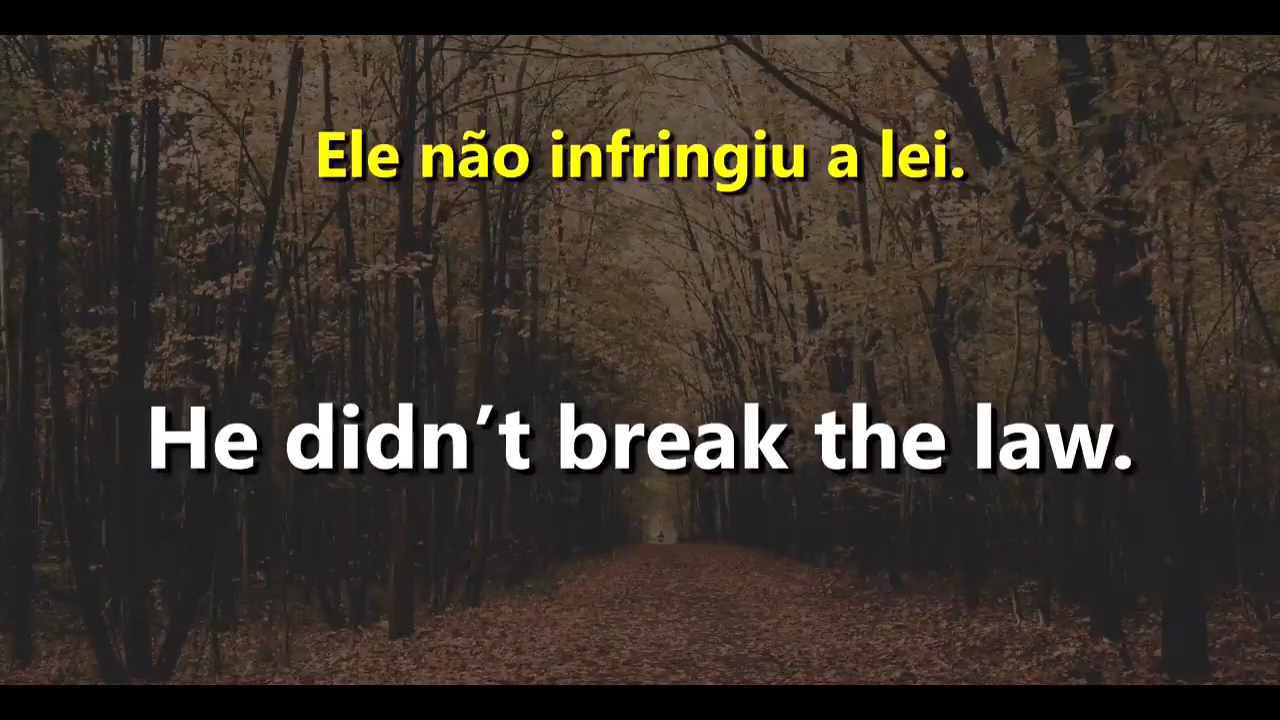 Ele não infringiu a lei.
He didn’t break the law.